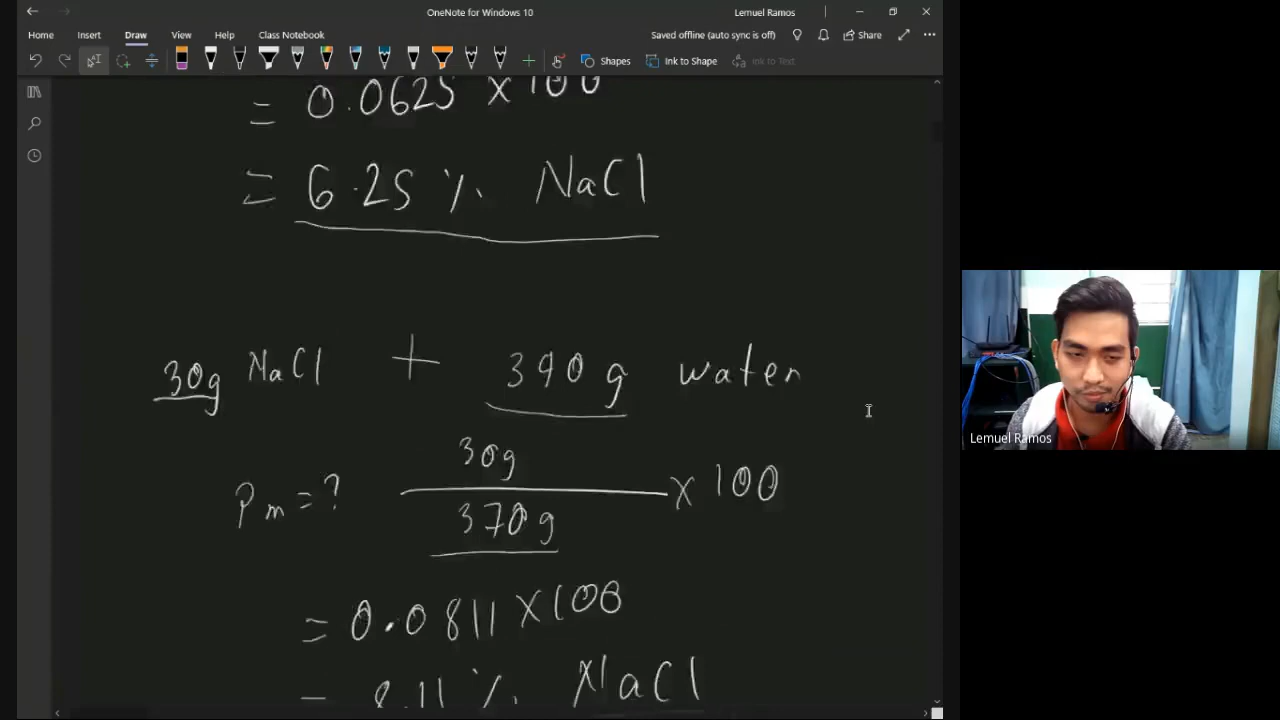 OneNote for Windows 10
Lemuel Ramos
Home Insert Draw View Help Class Notebook
Saved offline (auto sync is off)
Share
Shapes
Ink to Shape
Ink to Text
= 0.0625 x 100
= 6.25 % NaCl
30g NaCl + 340 g water
Pm = ? 30g
x 100
370g
= 0.0811 x 100
= 8.11 % NaCl
Lemuel Ramos